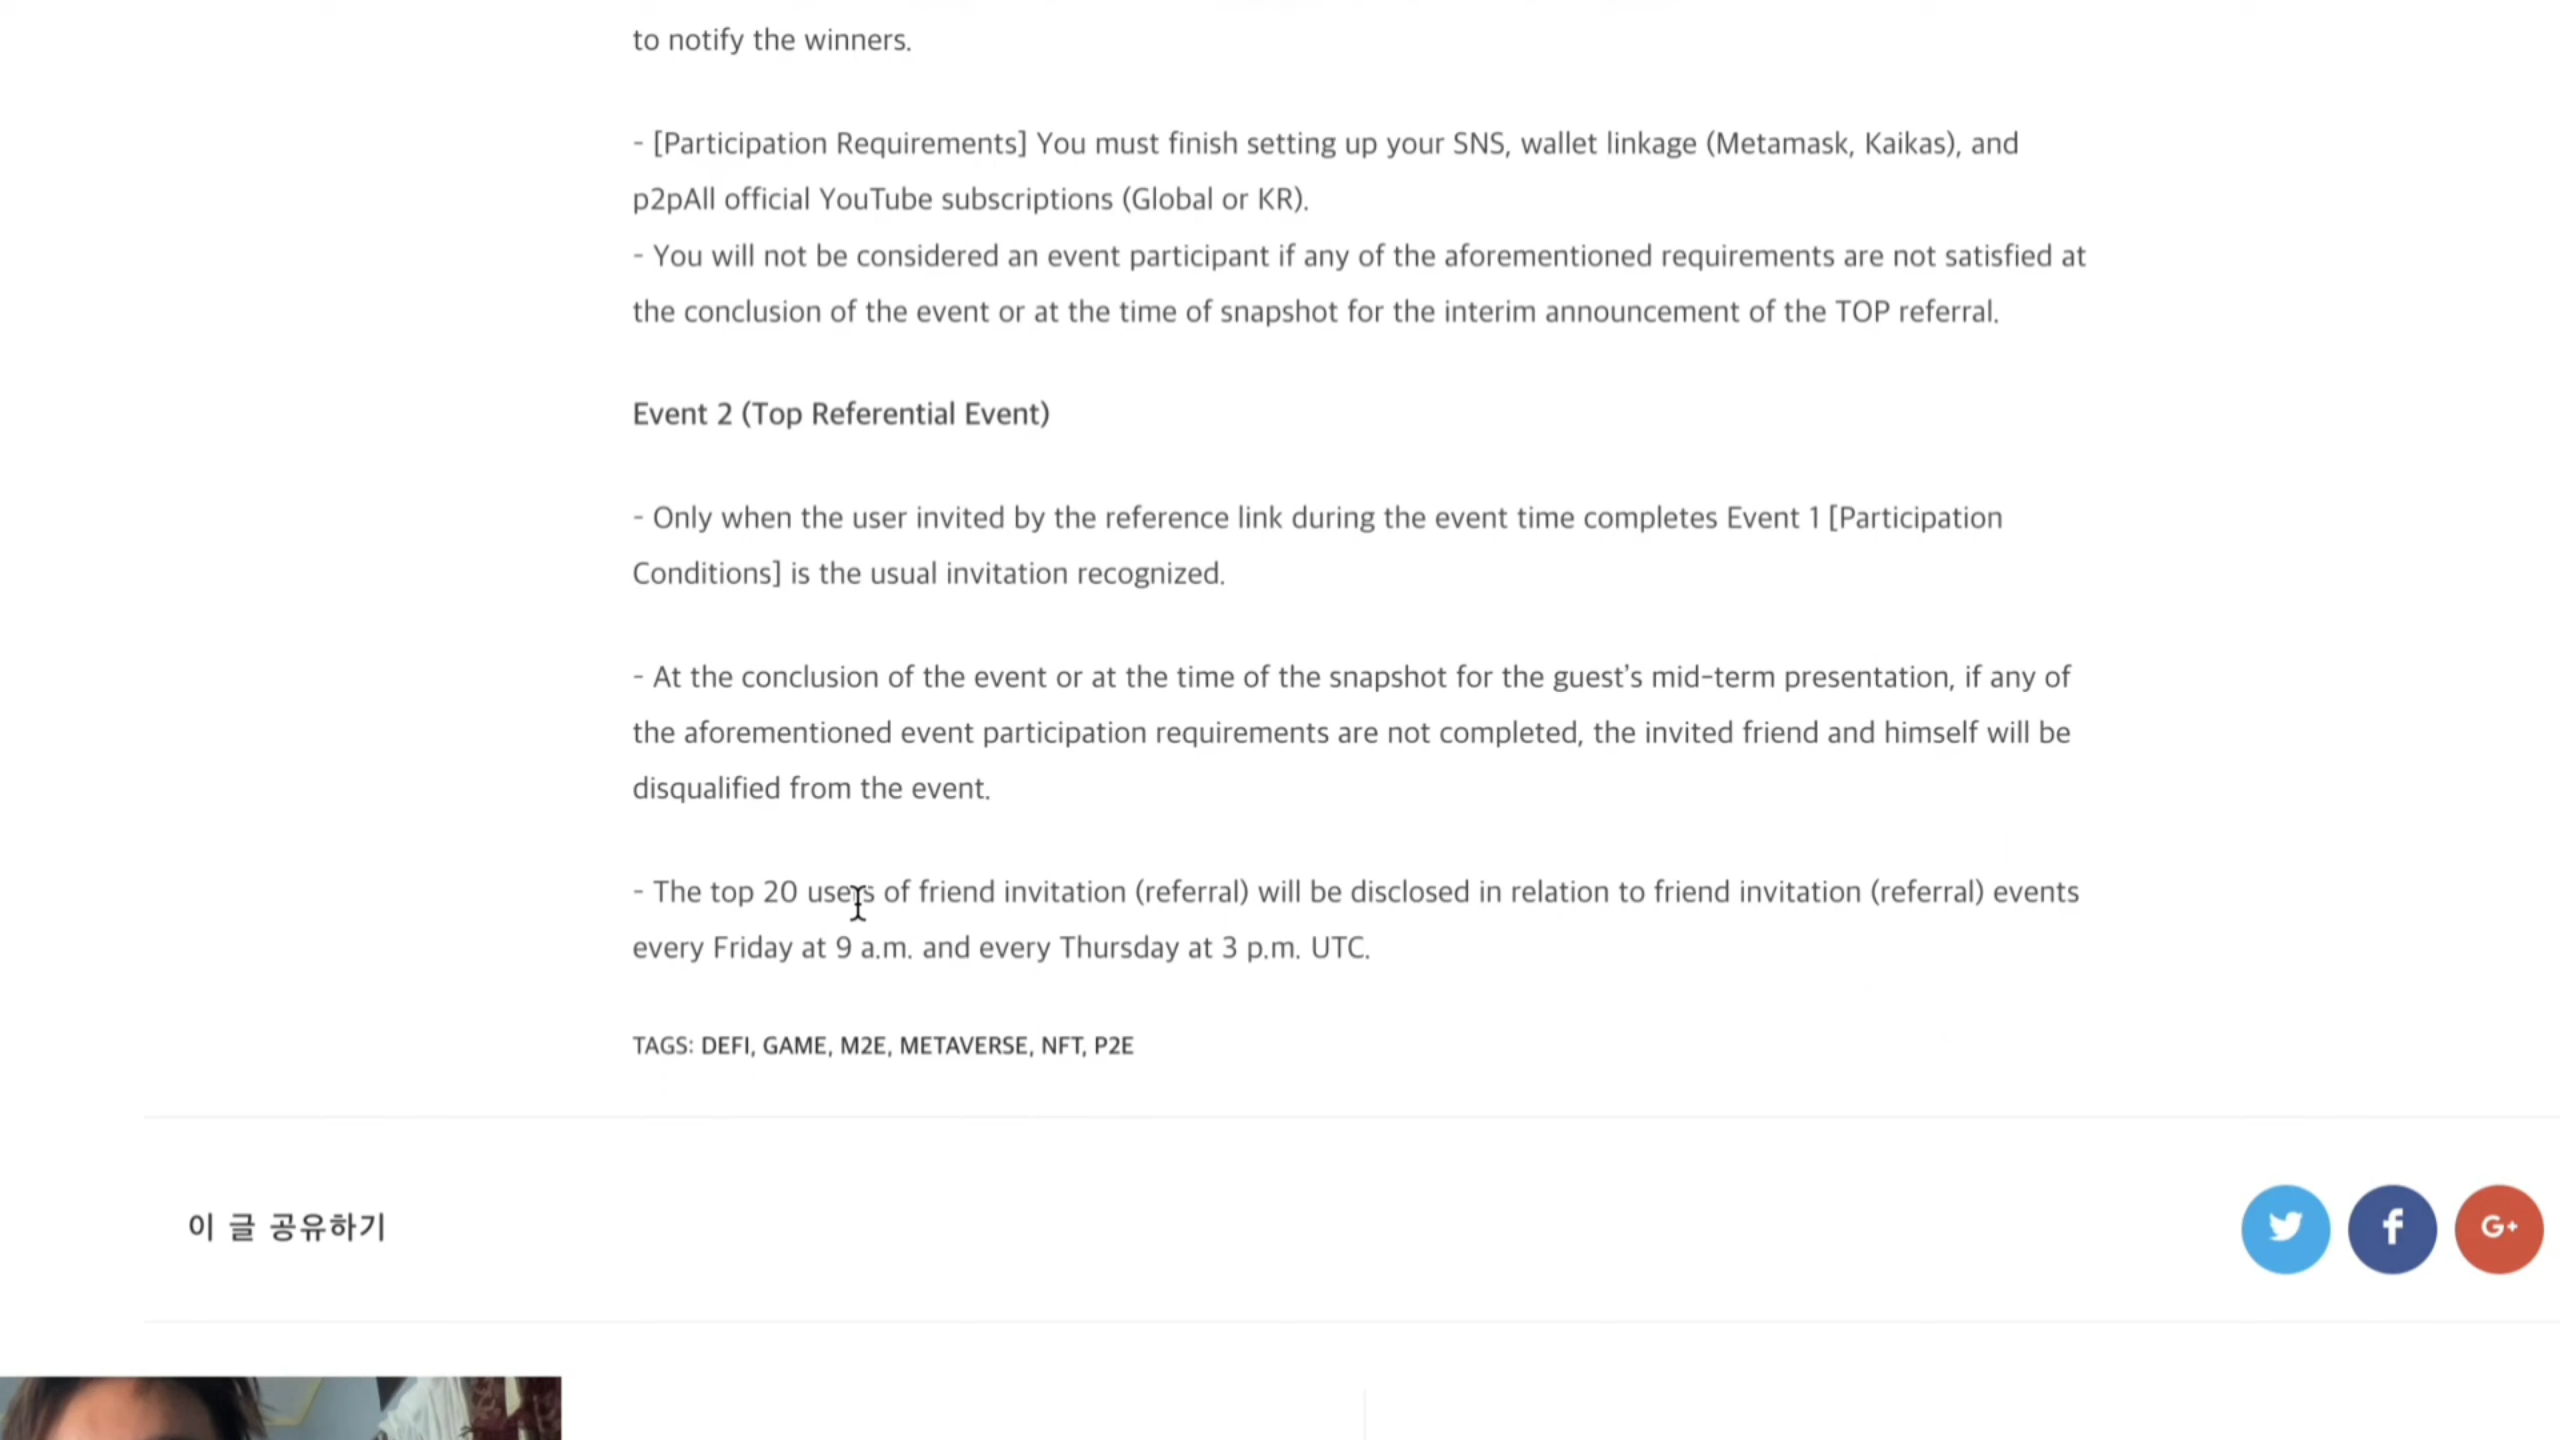 to notify the winners.
- [Participation Requirements] You must finish setting up your SNS, wallet linkage (Metamask, Kaikas), and
p2pAll official YouTube subscriptions (Global or KR).
- You will not be considered an event participant if any of the aforementioned requirements are not satisfied at
the conclusion of the event or at the time of snapshot for the interim announcement of the TOP referral.
Event 2 (Top Referential Event)
- Only when the user invited by the reference link during the event time completes Event 1 [Participation
Conditions] is the usual invitation recognized.
- At the conclusion of the event or at the time of the snapshot for the guest's mid-term presentation, if any of
the aforementioned event participation requirements are not completed, the invited friend and himself will be
disqualified from the event.
- The top 20 users of friend invitation (referral) will be disclosed in relation to friend invitation (referral) events
every Friday at 9 a.m. and every Thursday at 3 p.m. UTC.
TAGS: DEFI, GAME, M2E, METAVERSE, NFT, P2E
이 글 공유하기
f
G+